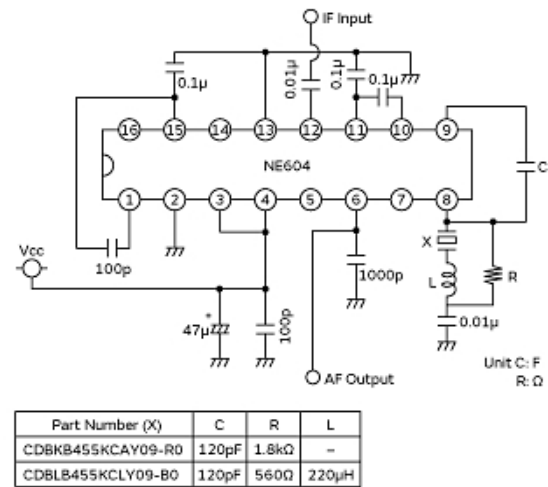 IF Input
0.1μ
0.01μ
0.1μ
0.1μ
16 15 14 13 12 11 10 9
C
NE604
1 2 3 4 5 6 7 8
Vcc
100p
X
L
R
1000p
+
47μ
100p
0.01μ
Unit C: F
R: Ω
AF Output
Part Number (X) C R L
CDBKB455KCAY09-R0 120pF 1.8kΩ –
CDBLB455KCLY09-B0 120pF 560Ω 220μH